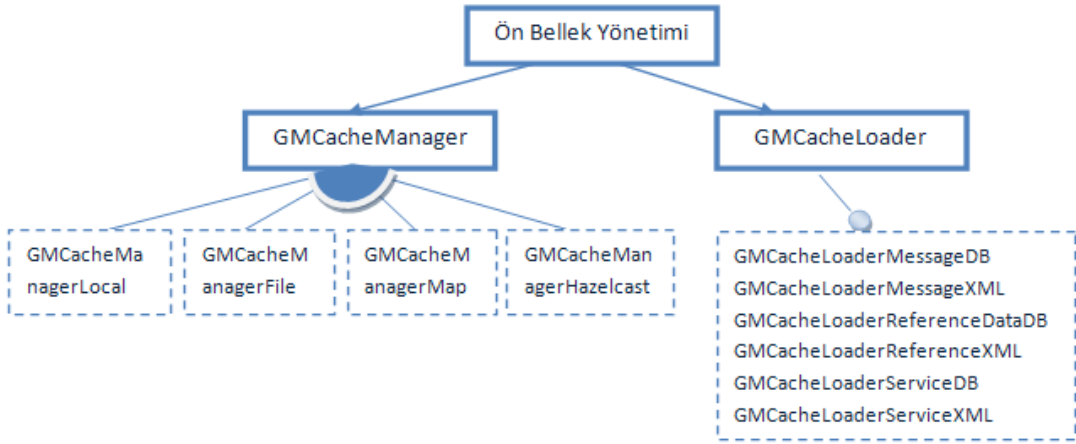 Ön Bellek Yönetimi
GMCacheManager
GMCacheLoader
GMCacheMa
nagerLocal
GMCacheM
anagerFile
GMCacheM
anagerMap
GMCacheMan
agerHazelcast
GMCacheLoaderMessageDB
GMCacheLoaderMessageXML
GMCacheLoaderReferenceDataDB
GMCacheLoaderReferenceXML
GMCacheLoaderServiceDB
GMCacheLoaderServiceXML